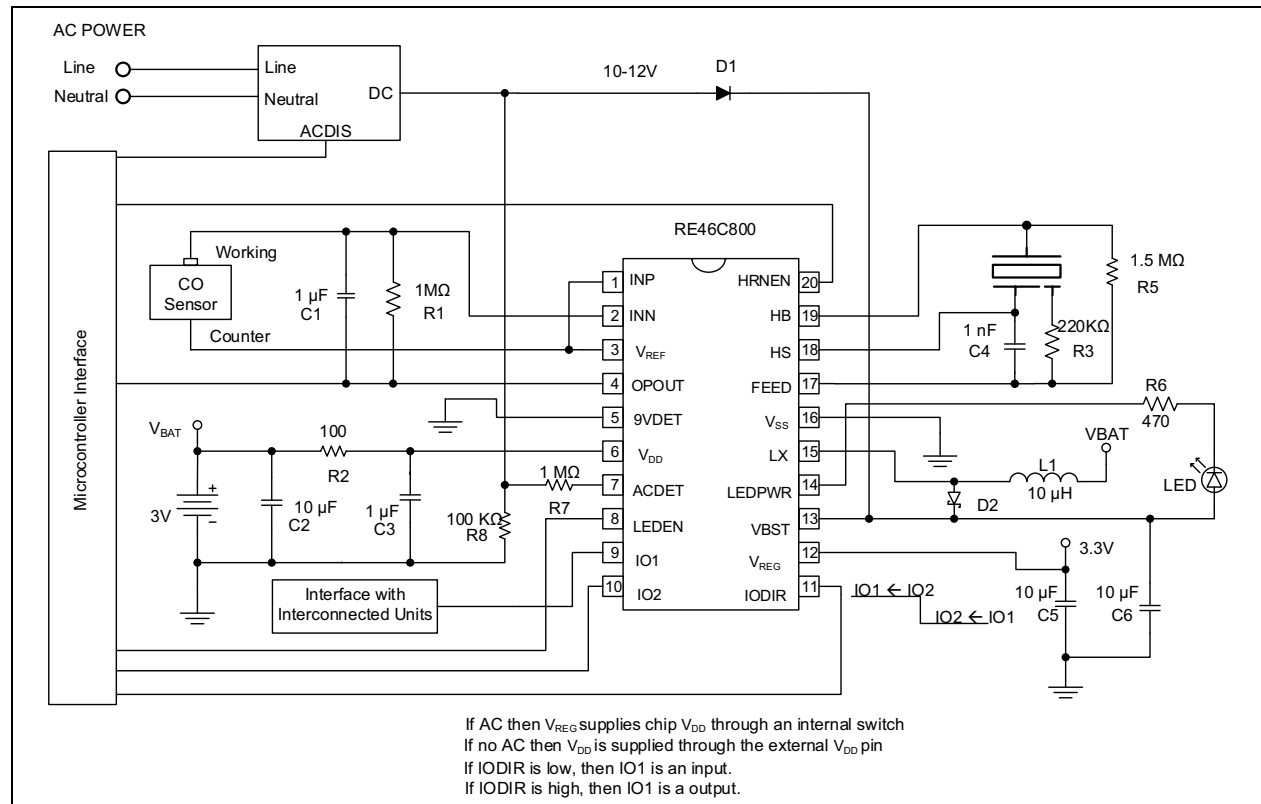 AC POWER
Line
Neutral
Line
Neutral
DC
ACDIS
10-12V
D1
Microcontroller Interface
RE46C800
Working
CO
Sensor
Counter
1 µF
C1
1MΩ
R1
1
INP
2
INN
3
VREF
4
OPOUT
5
9VDET
6
VDD
7
ACDET
8
LEDEN
9
IO1
10
IO2
HRNEN
20
HB
19
HS
18
FEED
17
VSS
16
LX
15
LEDPWR
14
VBST
13
VREG
12
IODIR
11
1.5 MΩ
R5
1 nF
C4
220KΩ
R3
R6
470
VBAT
L1
10 µH
LED
D2
3.3V
10 µF
C5
10 µF
C6
VBAT
3V
+
−
100
R2
10 µF
C2
1 µF
C3
1 MΩ
R7
100 KΩ
R8
Interface with
Interconnected Units
IO1 ← IO2
IO2 ← IO1
If AC then VREG supplies chip VDD through an internal switch
If no AC then VDD is supplied through the external VDD pin
If IODIR is low, then IO1 is an input.
If IODIR is high, then IO1 is a output.